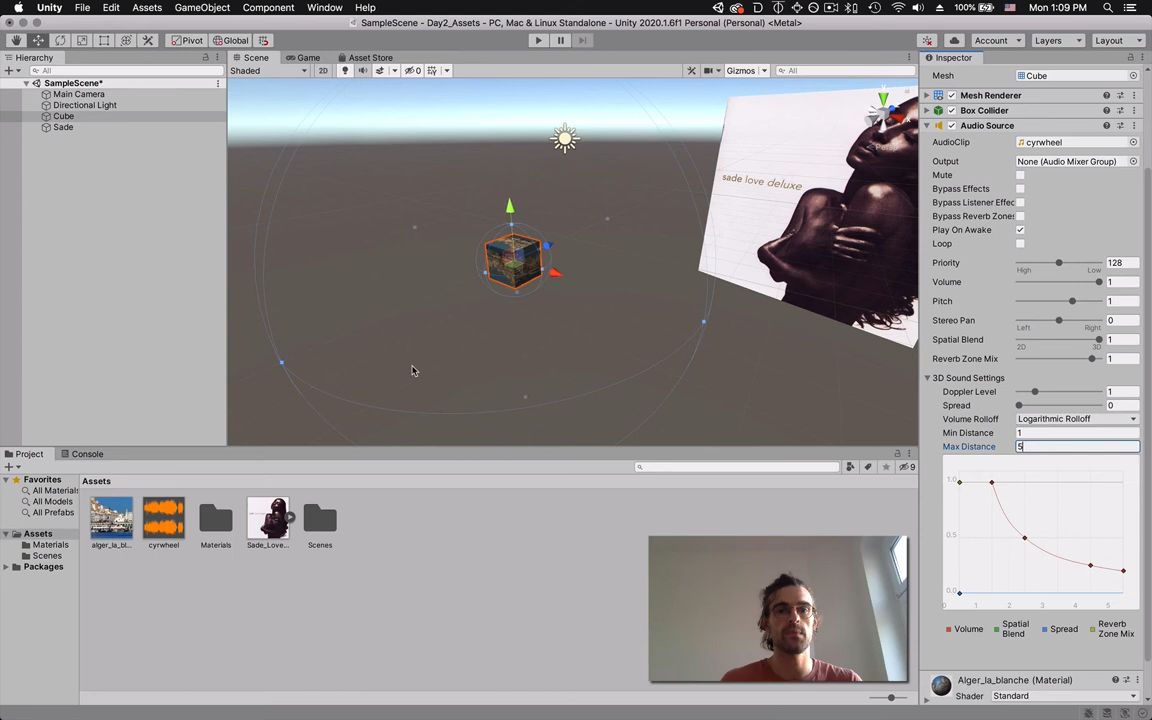 Unity File Edit Assets GameObject Component Window Help 100% Mon 1:09 PM
SampleScene - Day2_Assets - PC, Mac & Linux Standalone - Unity 2020.1.6f1 Personal (Personal) <Metal>
Pivot Global Account Layers Layout
Hierarchy
Scene Game Asset Store
Inspector
All
Shaded 2D 0 Gizmos All
SampleScene*
Main Camera
Directional Light
Cube
Sade
sade love deluxe
Mesh Cube
Mesh Renderer
Box Collider
Audio Source
AudioClip cyrwheel
Output None (Audio Mixer Group)
Mute
Bypass Effects
Bypass Listener Effec
Bypass Reverb Zones
Play On Awake
Loop
Priority 128
High Low
Volume 1
Pitch 1
Stereo Pan 0
Left Right
Spatial Blend 1
2D 3D
Reverb Zone Mix 1
3D Sound Settings
Doppler Level 1
Spread 0
Volume Rolloff Logarithmic Rolloff
Min Distance 1
Max Distance 5
1.0
0.5
0.0
0 1 2 3 4 5
Volume Spatial Blend Spread Reverb Zone Mix
Alger_la_blanche (Material)
Shader Standard
Project Console
9
Favorites
All Materials
All Models
All Prefabs
Assets
Materials
Scenes
Packages
Assets
alger_la_bl... cyrwheel Materials Sade_Love... Scenes